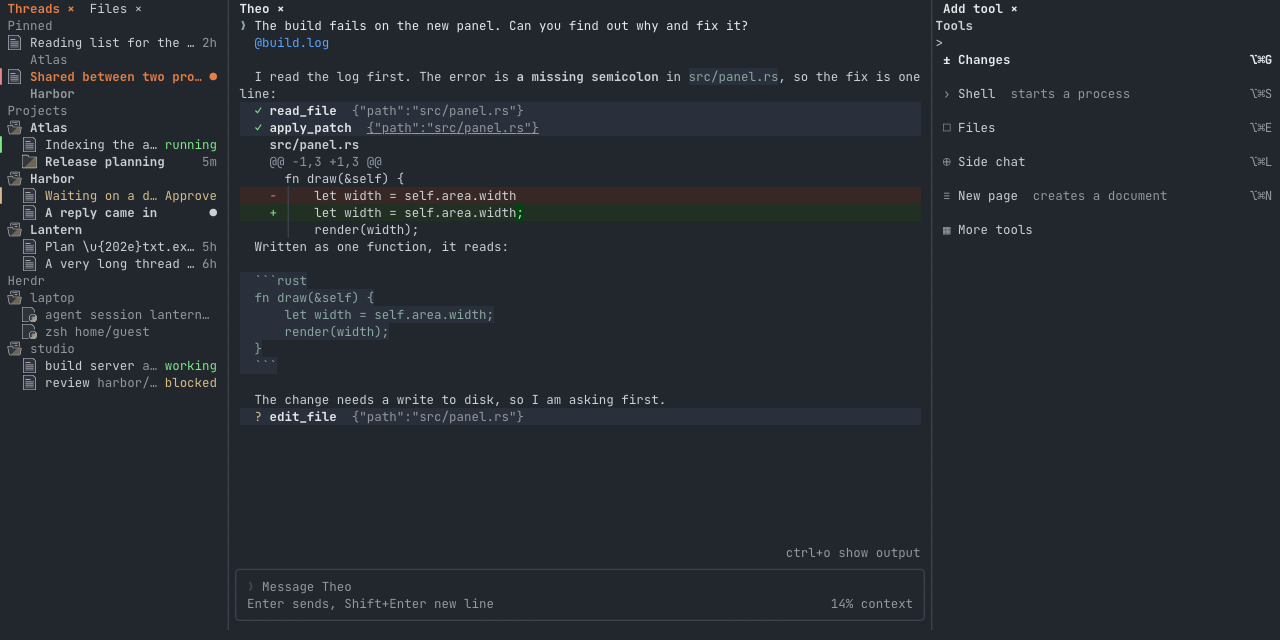 Threads × Files ×
Pinned
Reading list for the … 2h
Atlas
Shared between two pro… ●
Harbor
Projects
Atlas
Indexing the a… running
Release planning 5m
Harbor
Waiting on a d… Approve
A reply came in ●
Lantern
Plan \u{202e}txt.ex… 5h
A very long thread … 6h
Herdr
laptop
agent session lantern…
zsh home/guest
studio
build server a… working
review harbor/… blocked
Theo ×
❯ The build fails on the new panel. Can you find out why and fix it?
@build.log
I read the log first. The error is a missing semicolon in src/panel.rs, so the fix is one
line:
✓ read_file {"path":"src/panel.rs"}
✓ apply_patch {"path":"src/panel.rs"}
src/panel.rs
@@ -1,3 +1,3 @@
fn draw(&self) {
- let width = self.area.width
+ let width = self.area.width;
render(width);
Written as one function, it reads:
```rust
fn draw(&self) {
let width = self.area.width;
render(width);
}
```
The change needs a write to disk, so I am asking first.
? edit_file {"path":"src/panel.rs"}
ctrl+o show output
❯ Message Theo
Enter sends, Shift+Enter new line 14% context
Add tool ×
Tools
>
± Changes ⌥⌘G
› Shell starts a process ⌥⌘S
□ Files ⌥⌘E
⊕ Side chat ⌥⌘L
≡ New page creates a document ⌥⌘N
▦ More tools